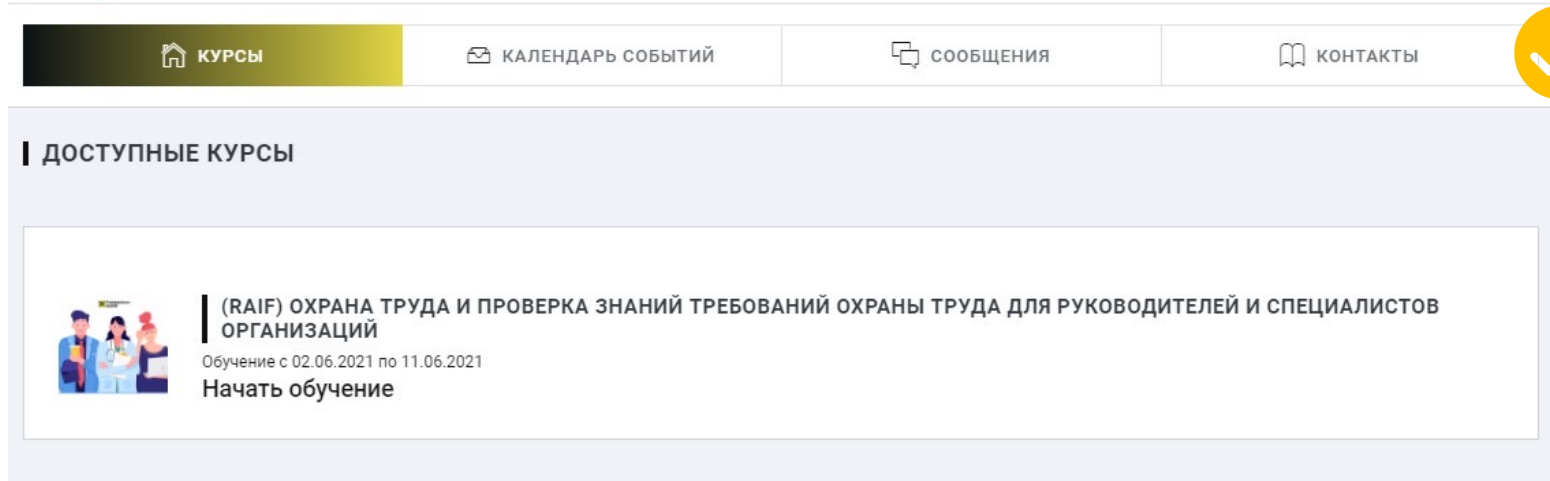 КУРСЫ
КАЛЕНДАРЬ СОБЫТИЙ
СООБЩЕНИЯ
КОНТАКТЫ
ДОСТУПНЫЕ КУРСЫ
(RAIF) ОХРАНА ТРУДА И ПРОВЕРКА ЗНАНИЙ ТРЕБОВАНИЙ ОХРАНЫ ТРУДА ДЛЯ РУКОВОДИТЕЛЕЙ И СПЕЦИАЛИСТОВ
ОРГАНИЗАЦИЙ
Обучение с 02.06.2021 по 11.06.2021
Начать обучение